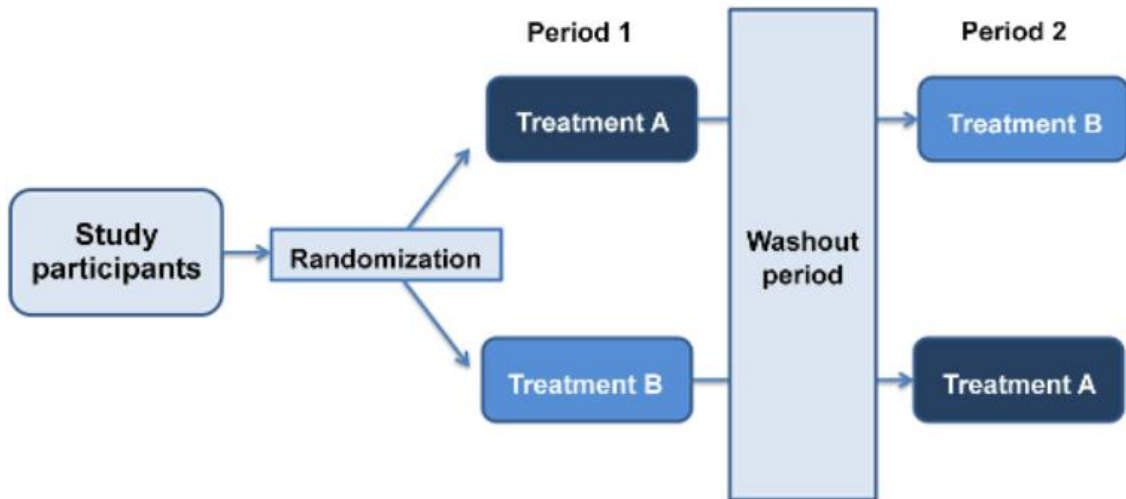 Period 1
Period 2
Treatment A
Treatment B
Study
participants
Randomization
Washout
period
Treatment B
Treatment A